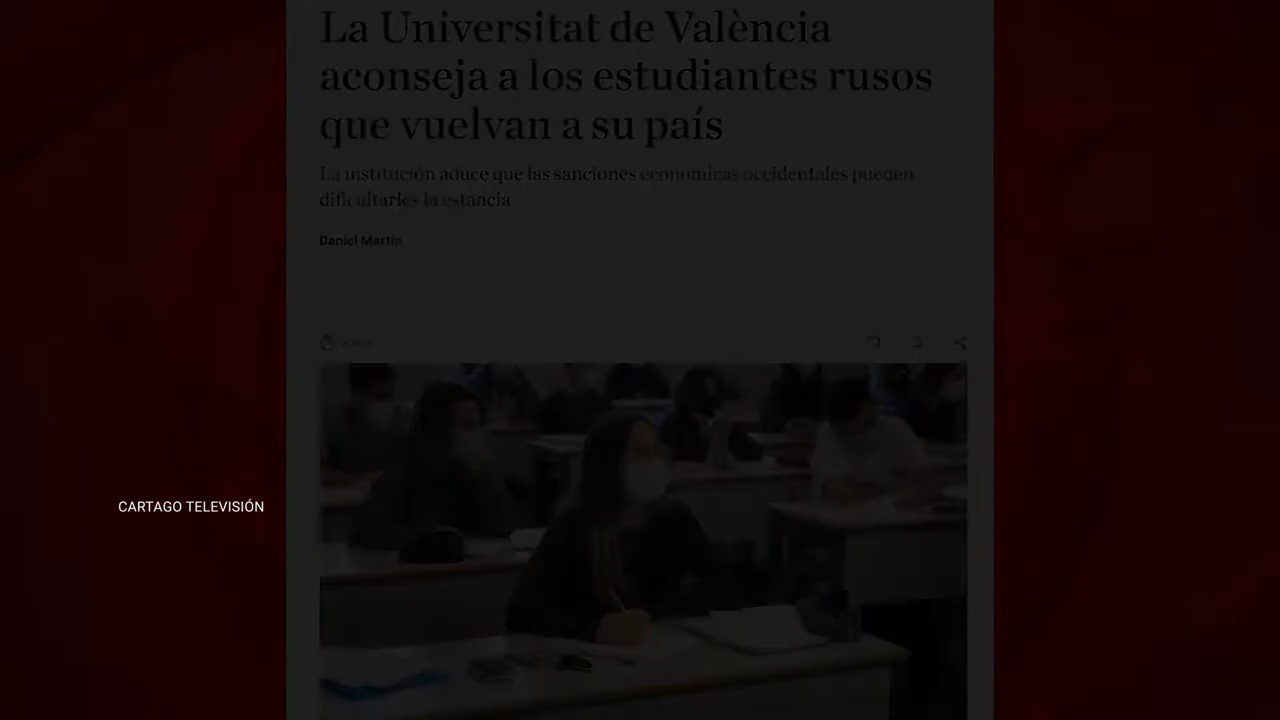 La Universitat de València
aconseja a los estudiantes rusos
que vuelvan a su país
La institución aduce que las sanciones económicas occidentales pueden
dificultarles la estancia
Daniel Martín
CARTAGO TELEVISIÓN